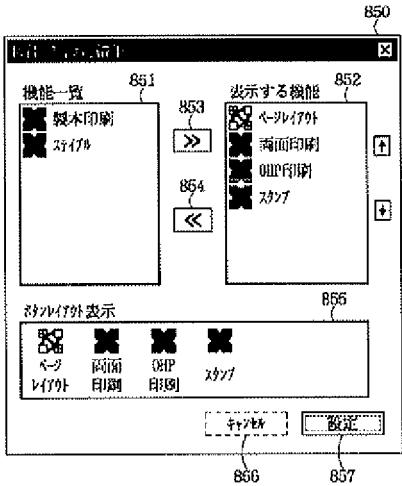 850
機能一覧
851
製本印刷
ステイプル
853
>>
854
<<
表示する機能
852
ページレイアウト
両面印刷
OHP印刷
スタンプ
ボタンレイアウト表示
855
ページ
レイアウト
両面
印刷
OHP
印刷
スタンプ
キャンセル
設定
856
857